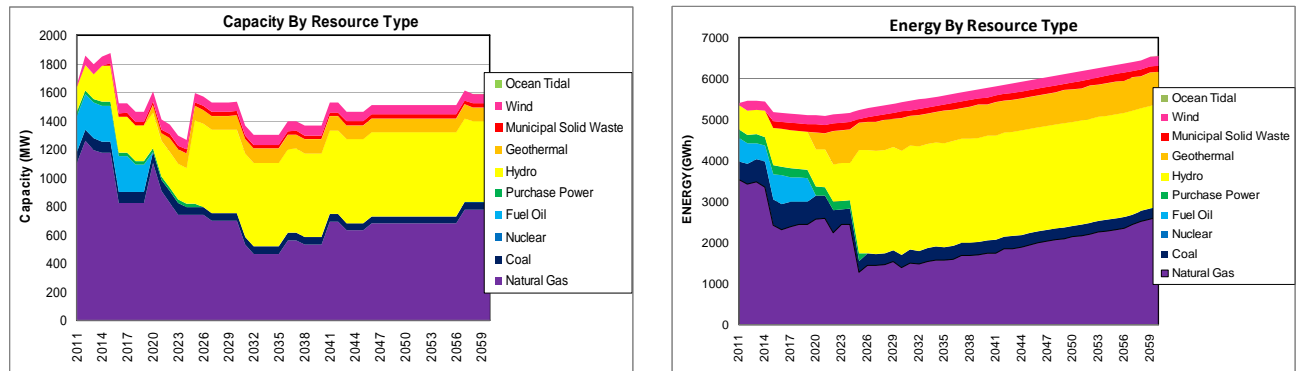 Capacity By Resource Type
2000
1800
1600
1400
1200
1000
800
600
400
200
0
Capacity (MW)
2011
2014
2017
2020
2023
2026
2029
2032
2035
2038
2041
2044
2047
2050
2053
2056
2059
Ocean Tidal
Wind
Municipal Solid Waste
Geothermal
Hydro
Purchase Power
Fuel Oil
Nuclear
Coal
Natural Gas
Energy By Resource Type
7000
6000
5000
4000
3000
2000
1000
0
ENERGY (GWh)
2011
2014
2017
2020
2023
2026
2029
2032
2035
2038
2041
2044
2047
2050
2053
2056
2059
Ocean Tidal
Wind
Municipal Solid Waste
Geothermal
Hydro
Purchase Power
Fuel Oil
Nuclear
Coal
Natural Gas